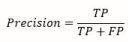 Precision = TP / (TP + FP)